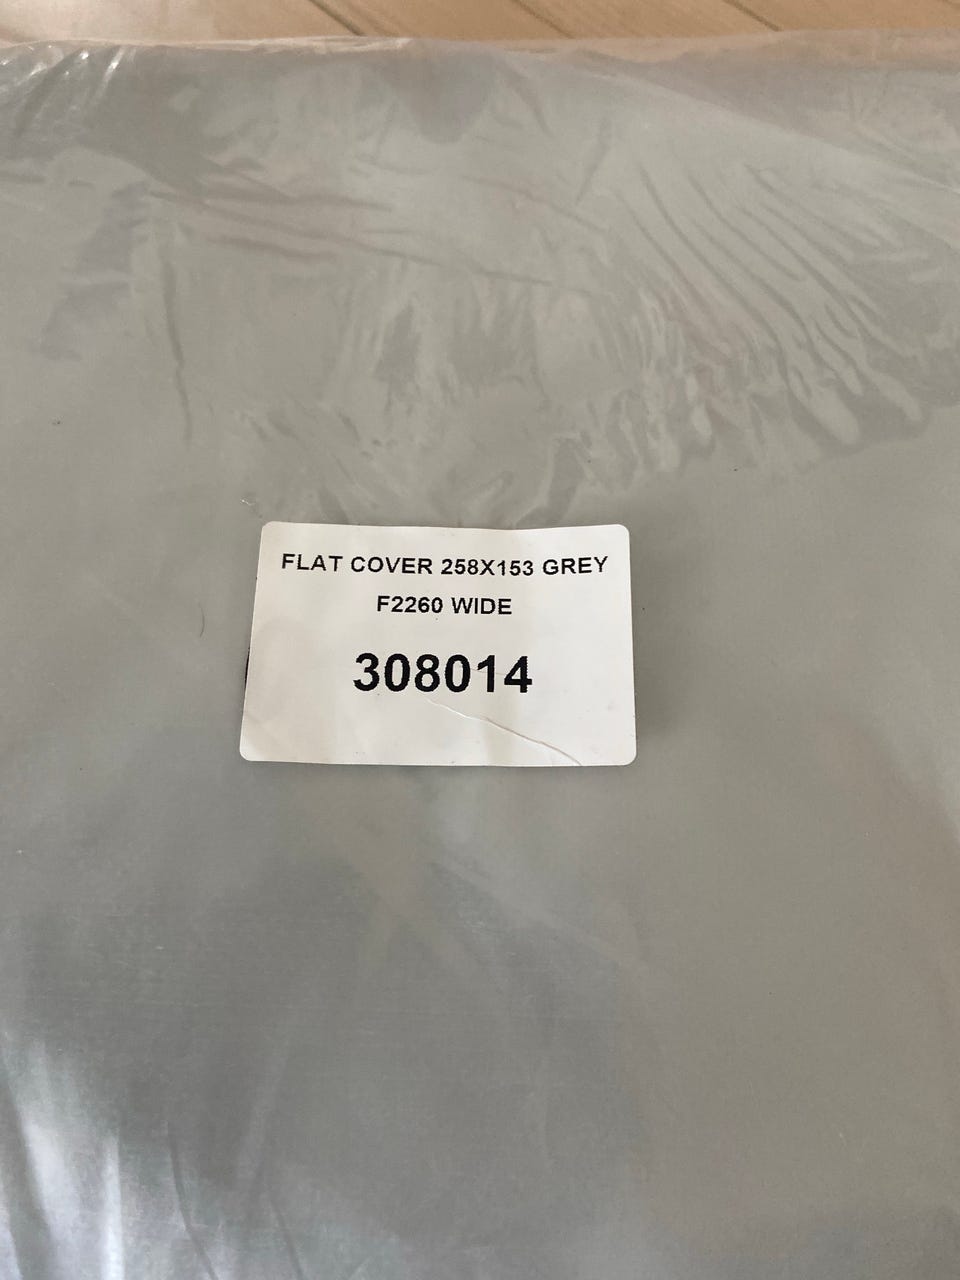 FLAT COVER 258X153 GREY
F2260 WIDE
308014